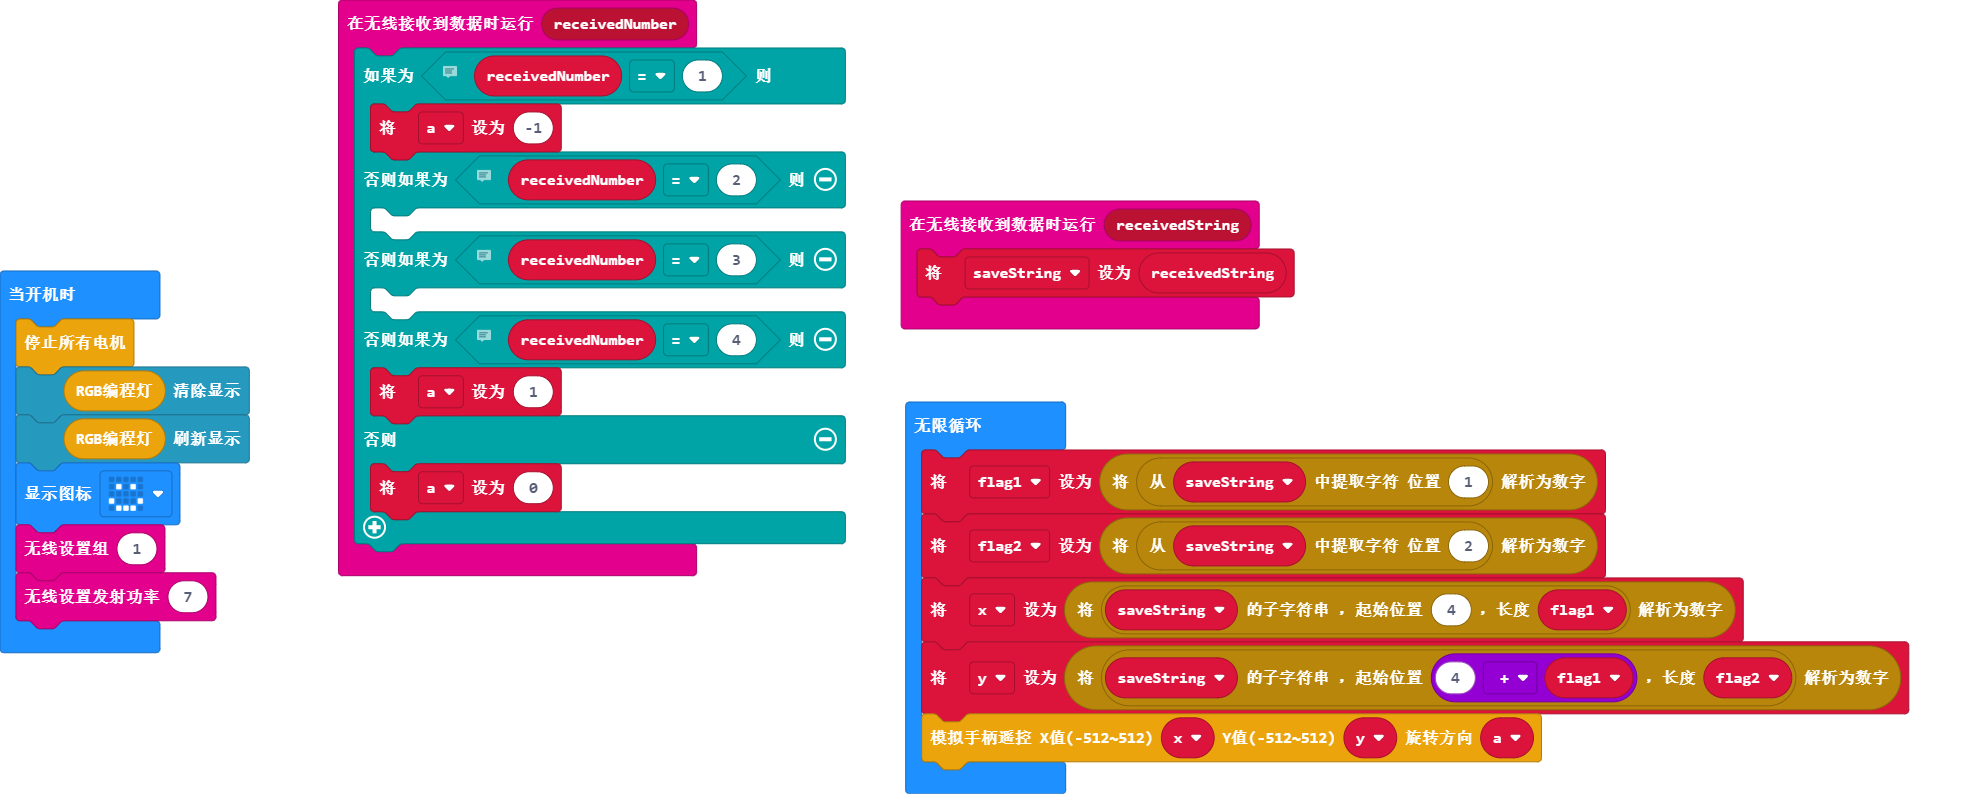 当开机时
停止所有电机
RGB编程灯 清除显示
RGB编程灯 刷新显示
显示图标
无线设置组 1
无线设置发射功率 7
在无线接收到数据时运行 receivedNumber
如果为 receivedNumber = 1 则
将 a 设为 -1
否则如果为 receivedNumber = 2 则
否则如果为 receivedNumber = 3 则
否则如果为 receivedNumber = 4 则
将 a 设为 1
否则
将 a 设为 0
在无线接收到数据时运行 receivedString
将 saveString 设为 receivedString
无限循环
将 flag1 设为 将 从 saveString 中提取字符 位置 1 解析为数字
将 flag2 设为 将 从 saveString 中提取字符 位置 2 解析为数字
将 x 设为 将 saveString 的子字符串 ，起始位置 4 ，长度 flag1 解析为数字
将 y 设为 将 saveString 的子字符串 ，起始位置 4 + flag1 ，长度 flag2 解析为数字
模拟手柄遥控 X值(-512~512) x Y值(-512~512) y 旋转方向 a